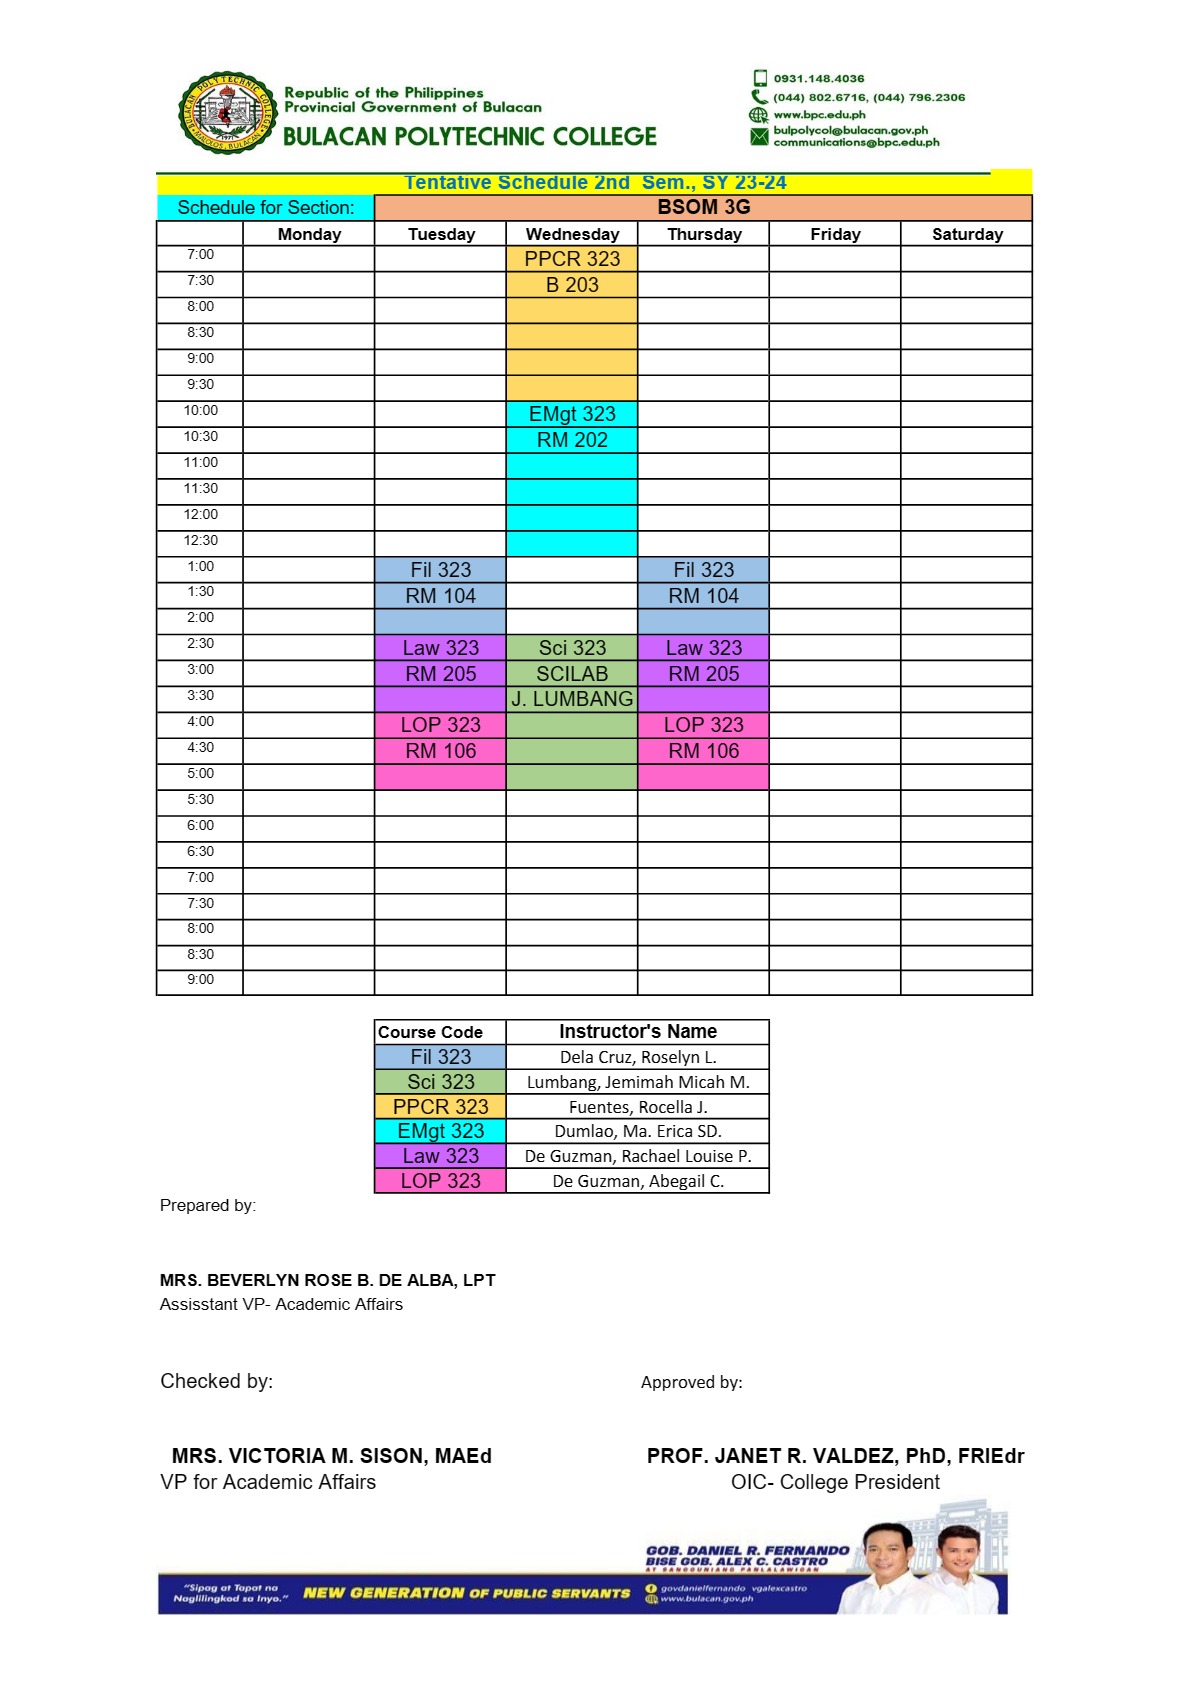 BULACAN POLYTECHNIC COLLEGE
MALOLOS, BULACAN
1971
Republic of the Philippines
Provincial Government of Bulacan
BULACAN POLYTECHNIC COLLEGE
0931.148.4036
(044) 802.6716, (044) 796.2306
www.bpc.edu.ph
bulpolycol@bulacan.gov.ph
communications@bpc.edu.ph
Tentative Schedule 2nd Sem., SY 23-24
Schedule for Section: BSOM 3G
Monday Tuesday Wednesday Thursday Friday Saturday
7:00 PPCR 323
7:30 B 203
8:00
8:30
9:00
9:30
10:00 EMgt 323
10:30 RM 202
11:00
11:30
12:00
12:30
1:00 Fil 323 Fil 323
1:30 RM 104 RM 104
2:00
2:30 Law 323 Sci 323 Law 323
3:00 RM 205 SCILAB RM 205
3:30 J. LUMBANG
4:00 LOP 323 LOP 323
4:30 RM 106 RM 106
5:00
5:30
6:00
6:30
7:00
7:30
8:00
8:30
9:00
Course Code Instructor's Name
Fil 323 Dela Cruz, Roselyn L.
Sci 323 Lumbang, Jemimah Micah M.
PPCR 323 Fuentes, Rocella J.
EMgt 323 Dumlao, Ma. Erica SD.
Law 323 De Guzman, Rachael Louise P.
LOP 323 De Guzman, Abegail C.
Prepared by:
MRS. BEVERLYN ROSE B. DE ALBA, LPT
Assisstant VP- Academic Affairs
Checked by: Approved by:
MRS. VICTORIA M. SISON, MAEd PROF. JANET R. VALDEZ, PhD, FRIEdr
VP for Academic Affairs OIC- College President
GOB. DANIEL R. FERNANDO
BISE GOB. ALEX C. CASTRO
AT SANGGUNIANG PANLALAWIGAN
"Sipag at Tapat na
Naglilingkod sa Inyo."
NEW GENERATION OF PUBLIC SERVANTS
govdanielfernando vgalexcastro
www.bulacan.gov.ph